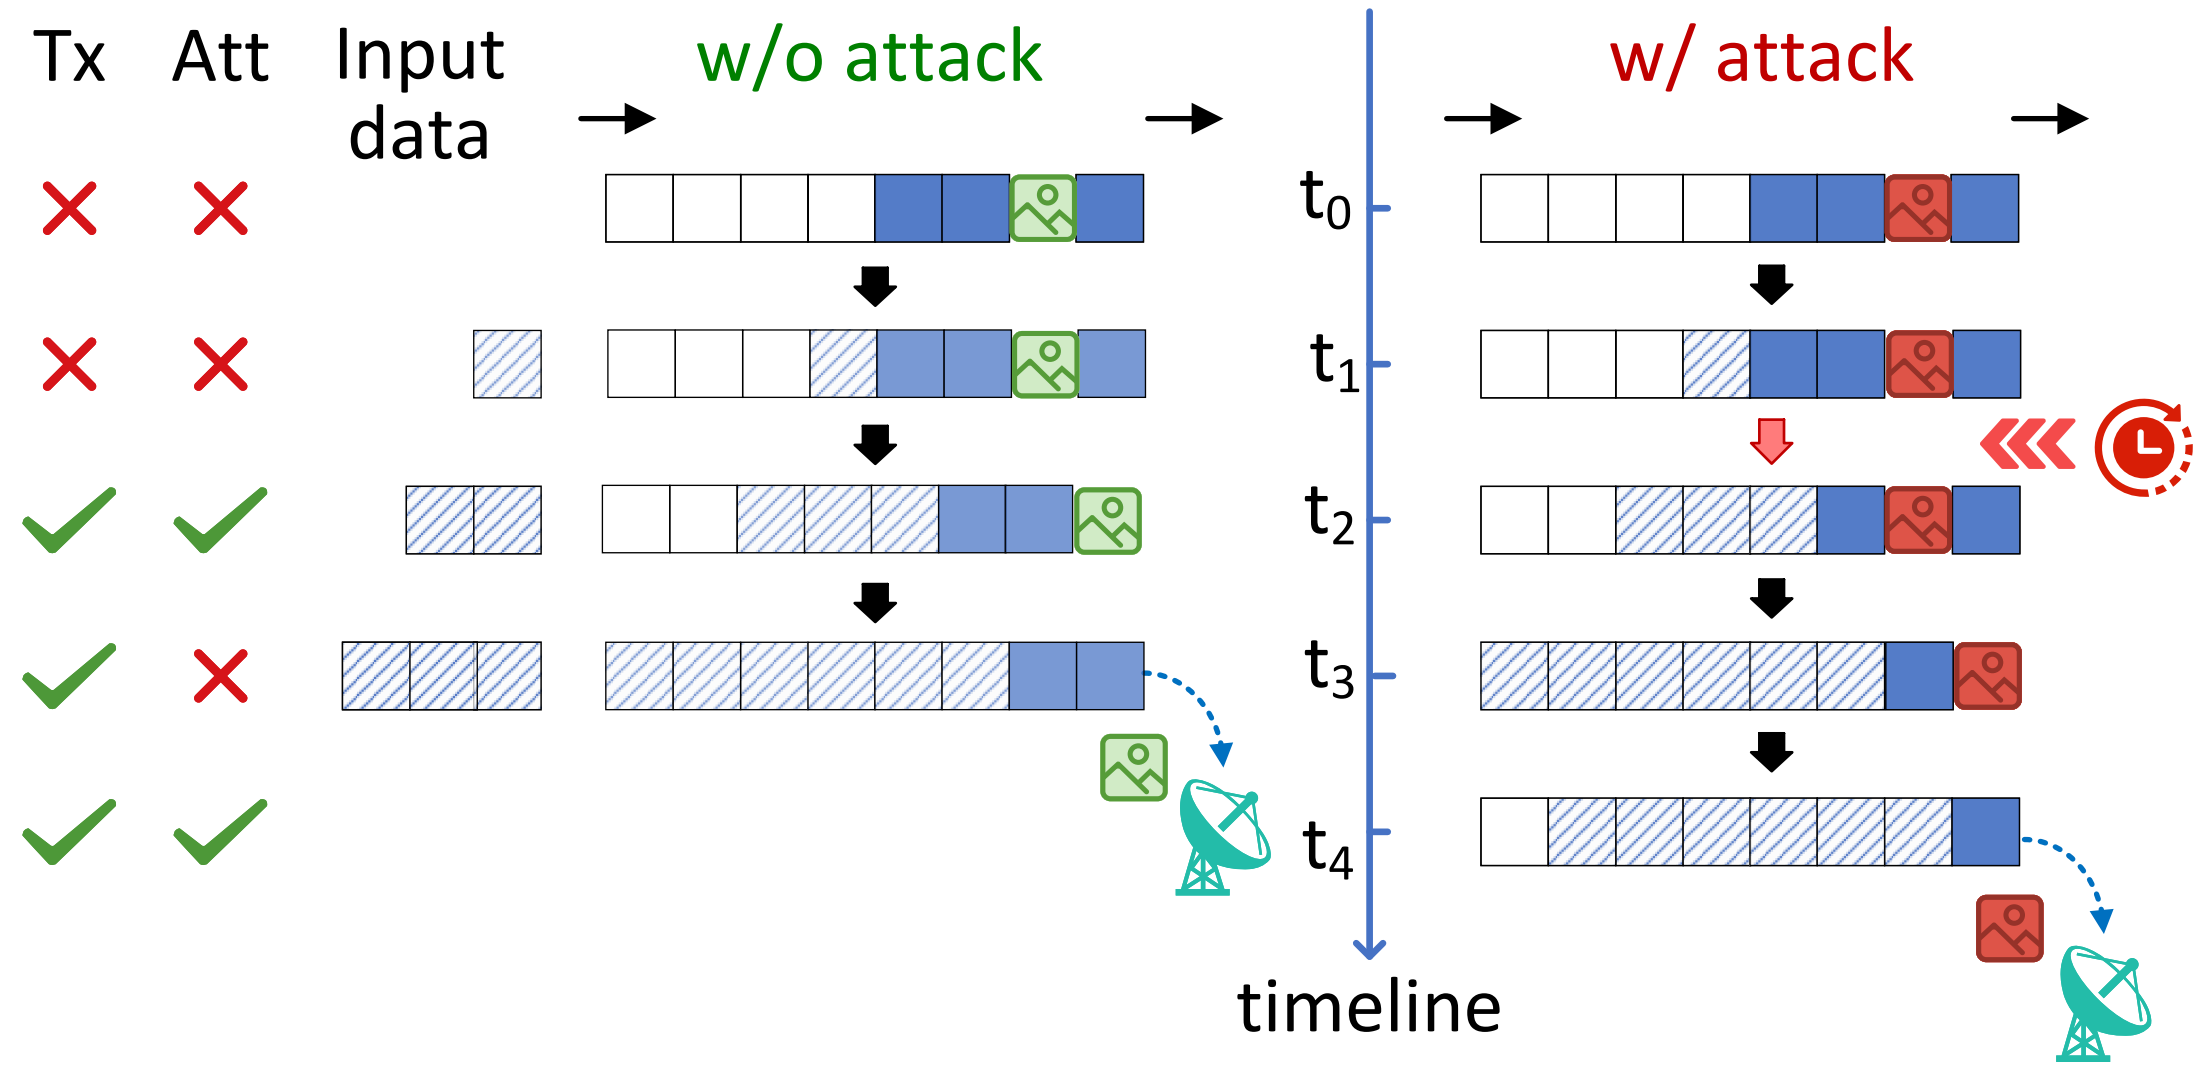 Tx Att Input data w/o attack w/ attack
t0
t1
t2
t3
t4
timeline